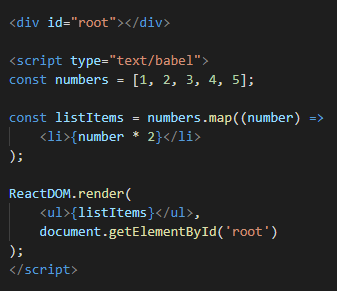 <div id="root"></div>
<script type="text/babel">
const numbers = [1, 2, 3, 4, 5];
const listItems = numbers.map((number) =>
    <li>{number * 2}</li>
);
ReactDOM.render(
    <ul>{listItems}</ul>,
    document.getElementById('root')
);
</script>